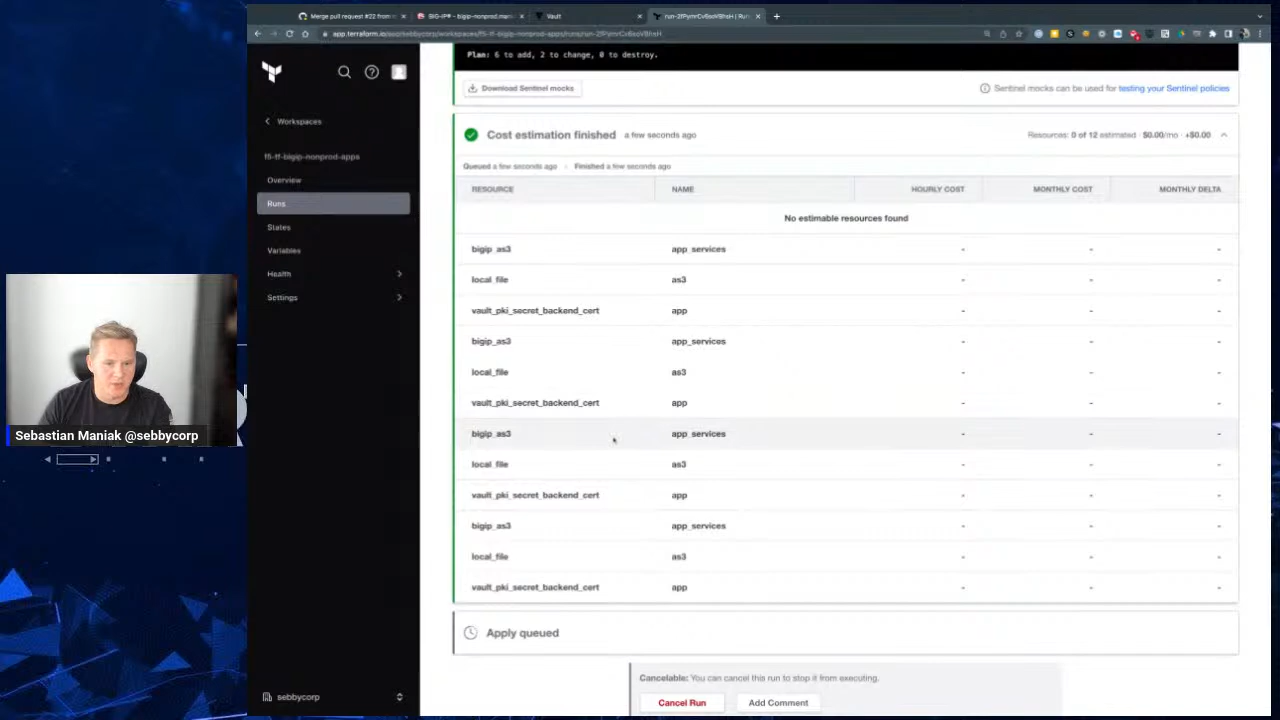 Merge pull request #22 from
BIG-IP® - bigip-nonprod.man
Vault
run-2fPymrCv6soVBhsH | Run
app.terraform.io/app/sebbycorp/workspaces/f5-tf-bigip-nonprod-apps/runs/run-2fPymrCv6soVBhsH
Plan: 6 to add, 2 to change, 0 to destroy.
Download Sentinel mocks
Sentinel mocks can be used for testing your Sentinel policies
Workspaces
f5-tf-bigip-nonprod-apps
Overview
Runs
States
Variables
Health
Settings
sebbycorp
Cost estimation finished a few seconds ago
Resources: 0 of 12 estimated · $0.00/mo · +$0.00
Queued a few seconds ago > Finished a few seconds ago
RESOURCE NAME HOURLY COST MONTHLY COST MONTHLY DELTA
No estimable resources found
bigip_as3 app_services - - -
local_file as3 - - -
vault_pki_secret_backend_cert app - - -
bigip_as3 app_services - - -
local_file as3 - - -
vault_pki_secret_backend_cert app - - -
bigip_as3 app_services - - -
local_file as3 - - -
vault_pki_secret_backend_cert app - - -
bigip_as3 app_services - - -
local_file as3 - - -
vault_pki_secret_backend_cert app - - -
Apply queued
Cancelable: You can cancel this run to stop it from executing.
Cancel Run
Add Comment
Sebastian Maniak @sebbycorp